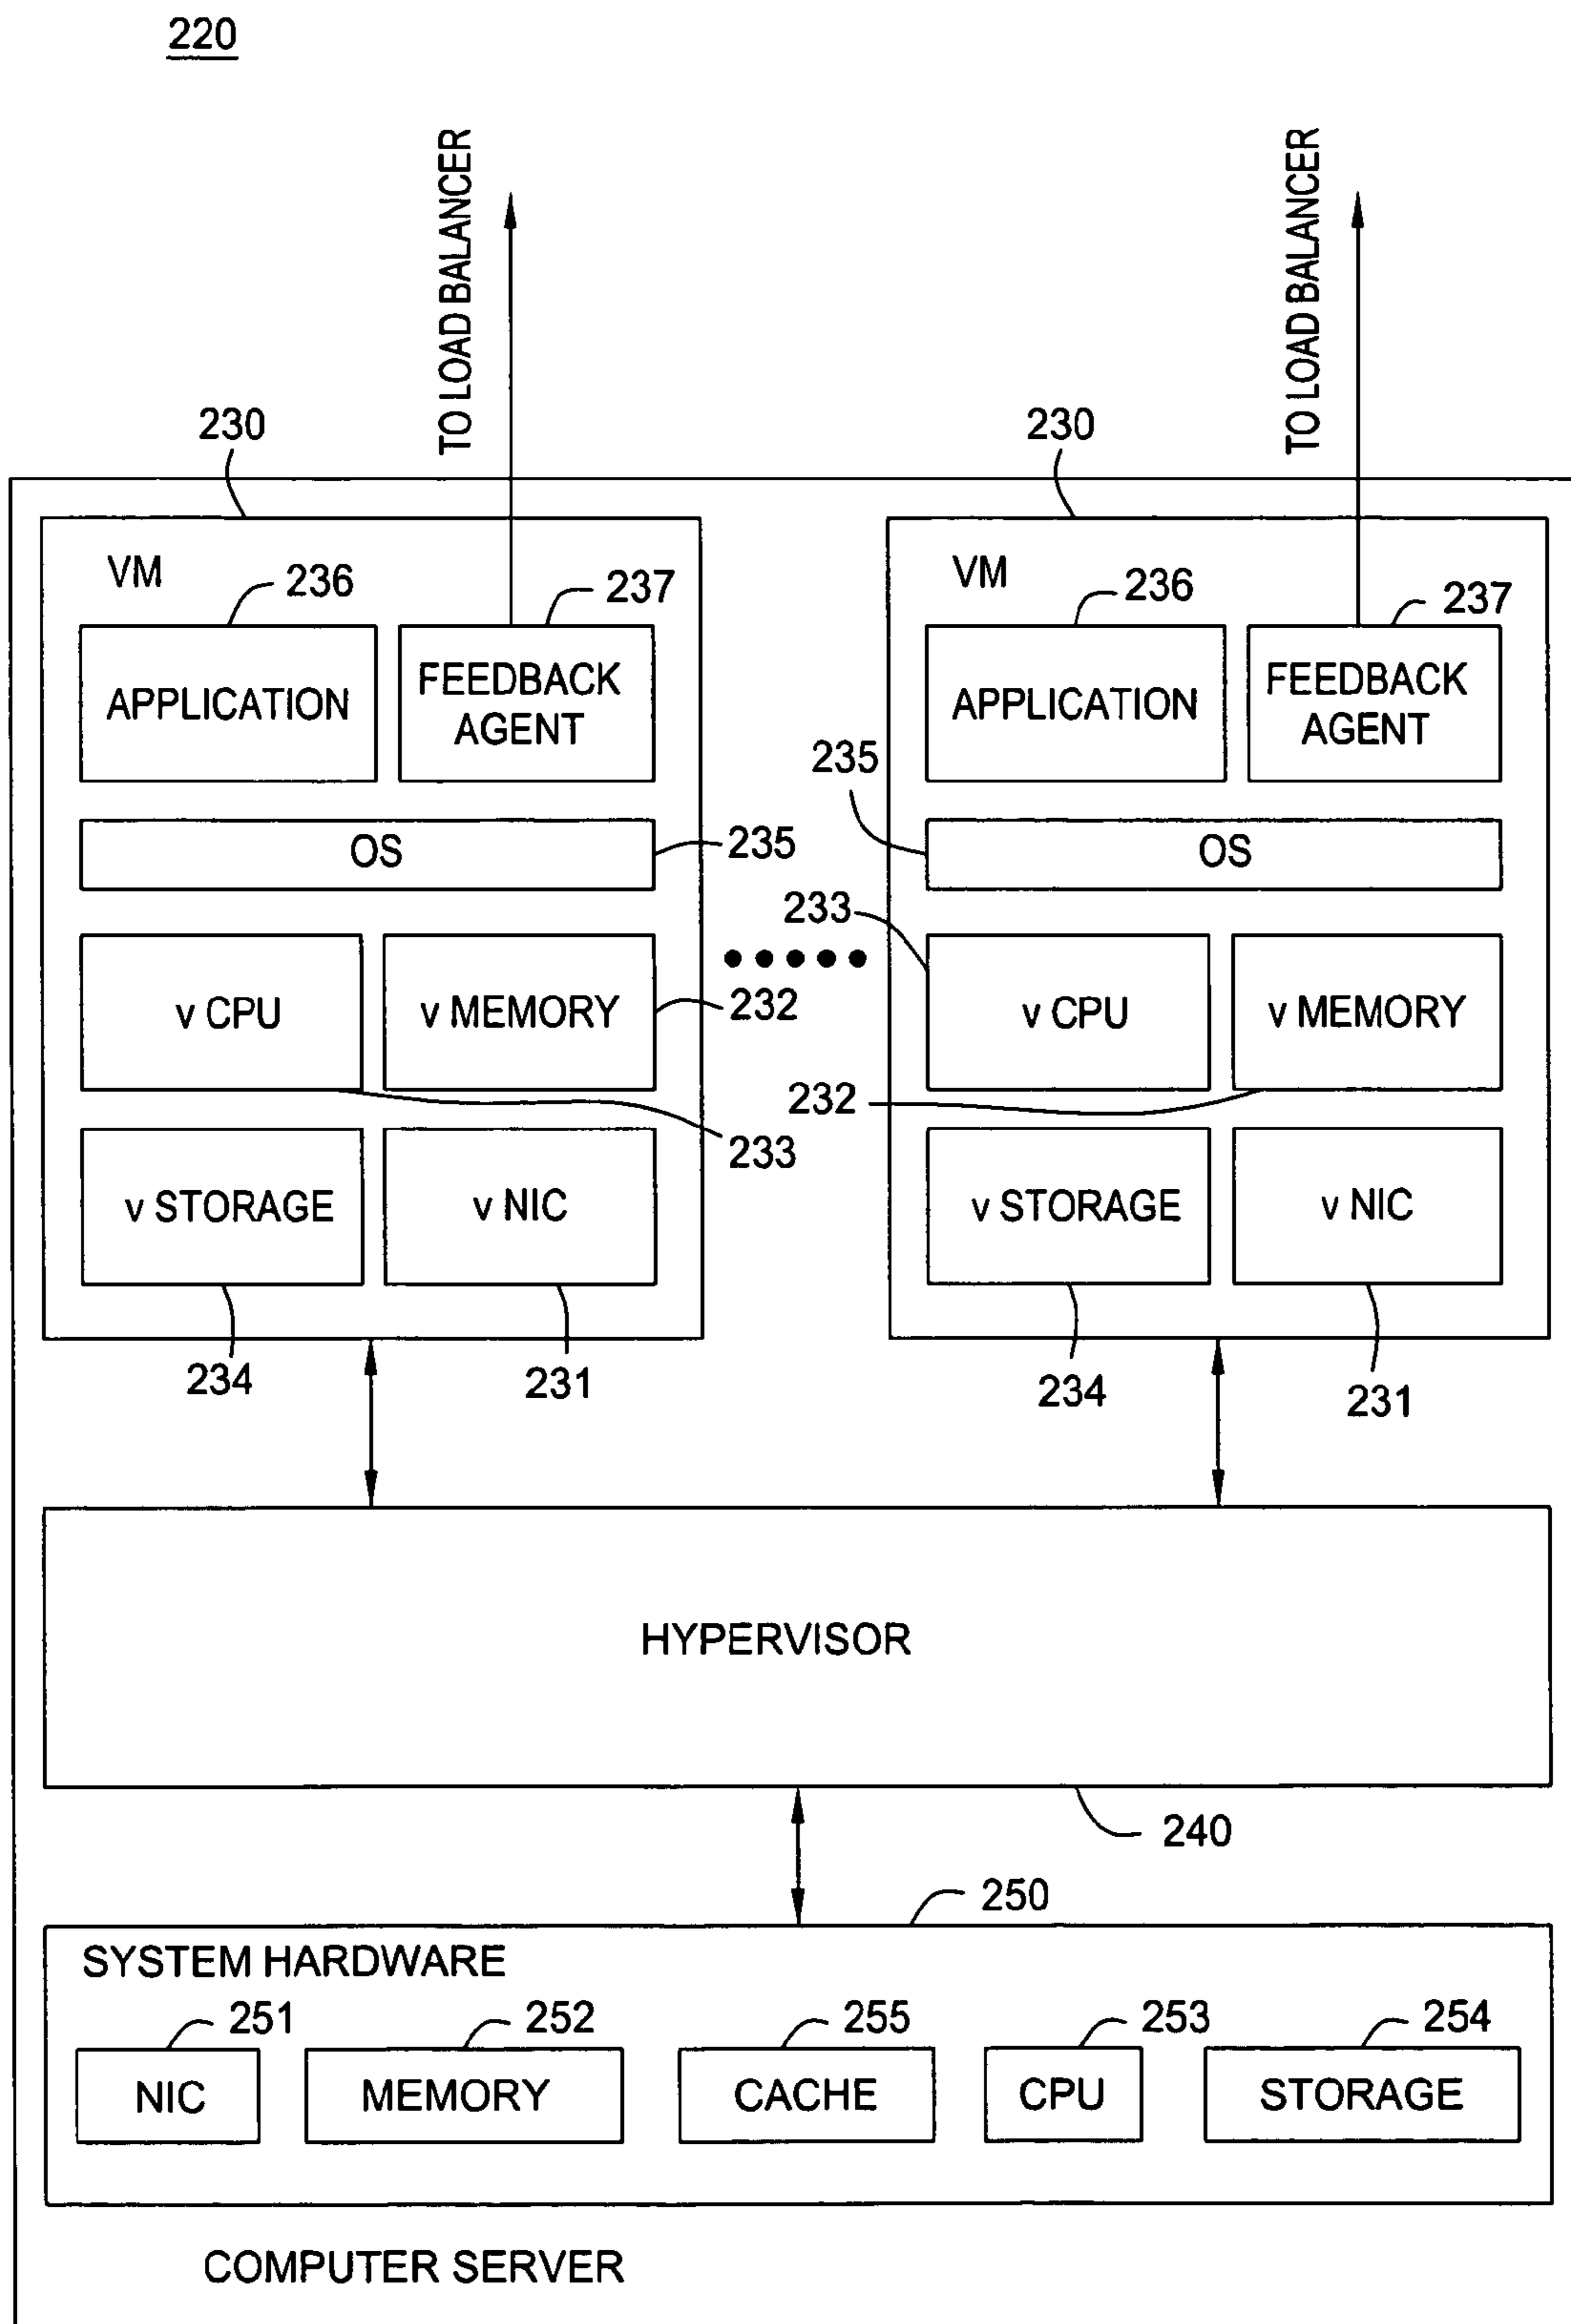 220
TO LOAD BALANCER
TO LOAD BALANCER
230
230
VM
236
237
VM
236
237
APPLICATION
FEEDBACK
AGENT
APPLICATION
FEEDBACK
AGENT
235
OS
235
OS
233
v CPU
v MEMORY
232
v CPU
v MEMORY
232
233
v STORAGE
v NIC
v STORAGE
v NIC
234
231
234
231
HYPERVISOR
240
250
SYSTEM HARDWARE
251
252
255
253
254
NIC
MEMORY
CACHE
CPU
STORAGE
COMPUTER SERVER